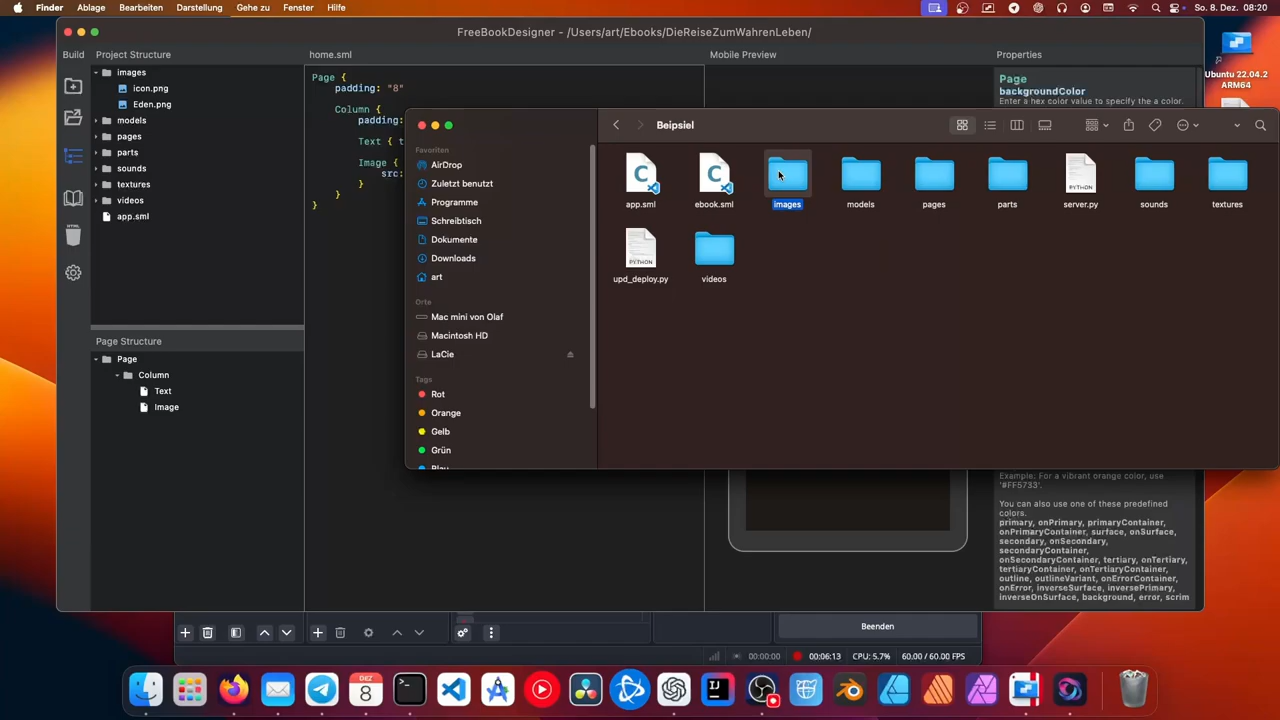 Finder Ablage Bearbeiten Darstellung Gehe zu Fenster Hilfe So. 8. Dez. 08:20
FreeBookDesigner - /Users/art/Ebooks/DieReiseZumWahrenLeben/
Build
Project Structure
images
icon.png
Eden.png
models
pages
parts
sounds
textures
videos
app.sml
Page Structure
Page
Column
Text
Image
home.sml
Page {
padding: "8"
Column {
padding:
Text { t
Image {
src:
}
}
}
Mobile Preview
Properties
Page
backgroundColor
Enter a hex color value to specify the a color.
Example: For a vibrant orange color, use
'#FF5733'.
You can also use one of these predefined
colors.
primary, onPrimary, primaryContainer,
onPrimaryContainer, surface, onSurface,
secondary, onSecondary,
secondaryContainer,
onSecondaryContainer, tertiary, onTertiary,
tertiaryContainer, onTertiaryContainer,
outline, outlineVariant, onErrorContainer,
onError, inverseSurface, inversePrimary,
inverseOnSurface, background, error, scrim
Beipsiel
Favoriten
AirDrop
Zuletzt benutzt
Programme
Schreibtisch
Dokumente
Downloads
art
Orte
Mac mini von Olaf
Macintosh HD
LaCie
Tags
Rot
Orange
Gelb
Grün
Blau
C
C
PYTHON
app.sml
ebook.sml
images
models
pages
parts
server.py
sounds
textures
PYTHON
upd_deploy.py
videos
Ubuntu 22.04.2
ARM64
Beenden
00:00:00
06:13
CPU: 5.7%
60.00 / 60.00 FPS
DEZ
8